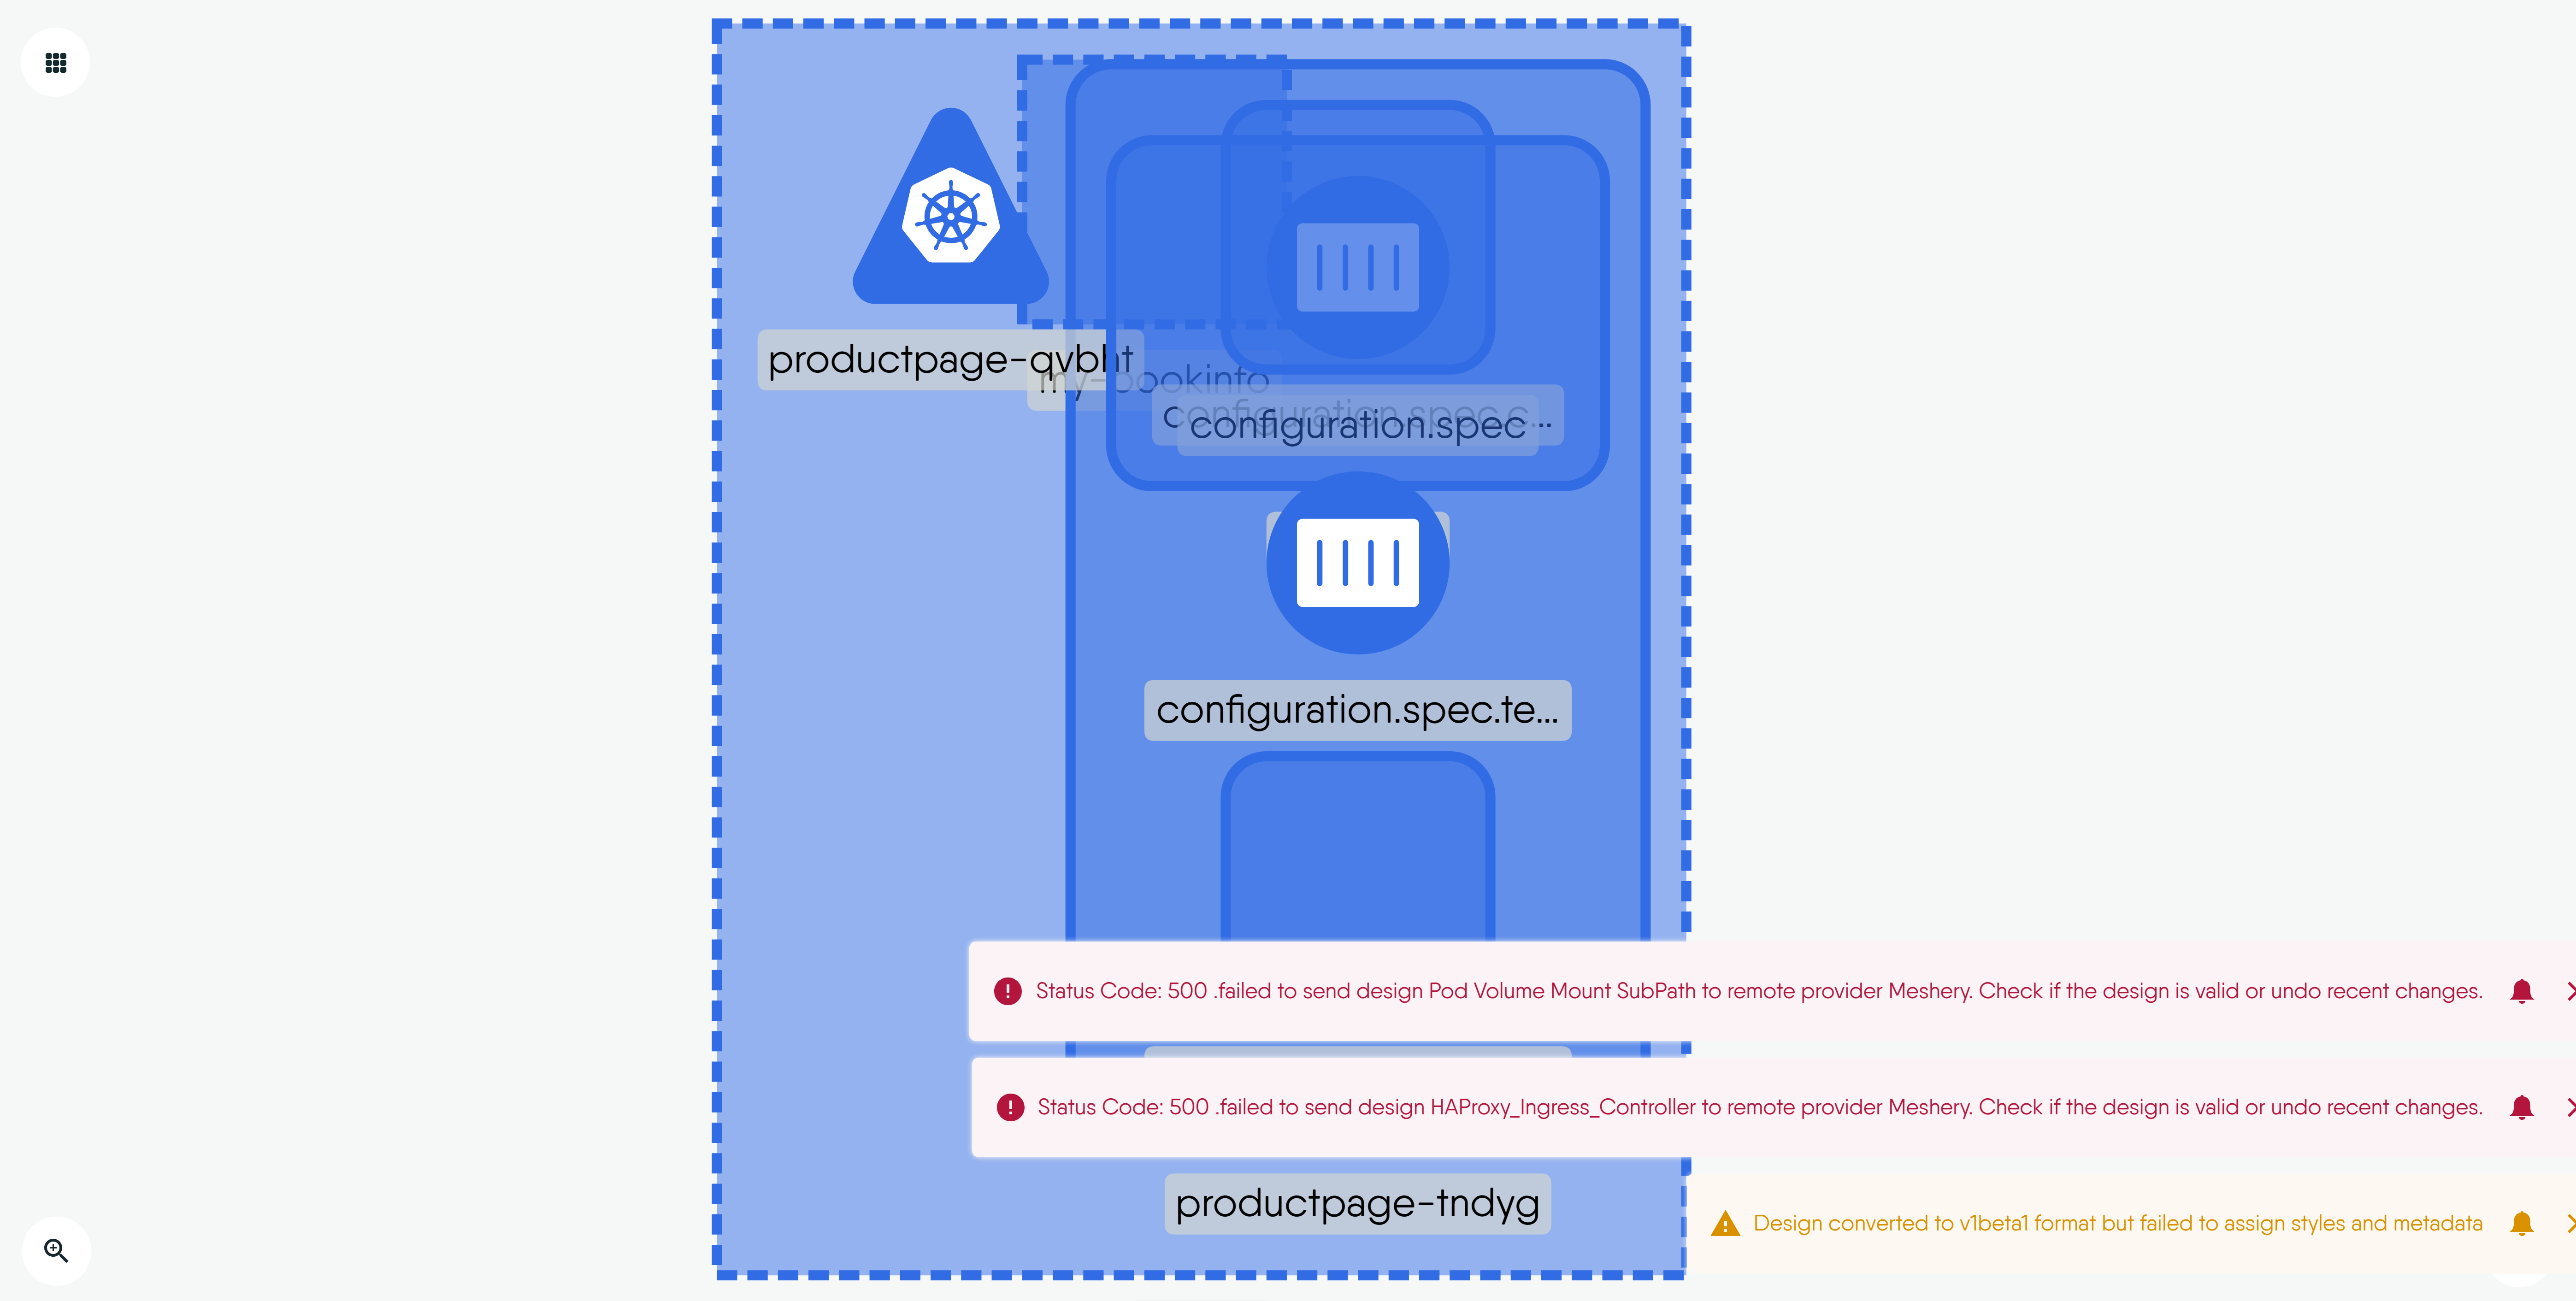 productpage-qvbht
my-bookinfo
configuration.spec.c...
configuration.spec
configuration.spec.te...
Status Code: 500 .failed to send design Pod Volume Mount SubPath to remote provider Meshery. Check if the design is valid or undo recent changes.
Status Code: 500 .failed to send design HAProxy_Ingress_Controller to remote provider Meshery. Check if the design is valid or undo recent changes.
productpage-tndyg
Design converted to v1beta1 format but failed to assign styles and metadata